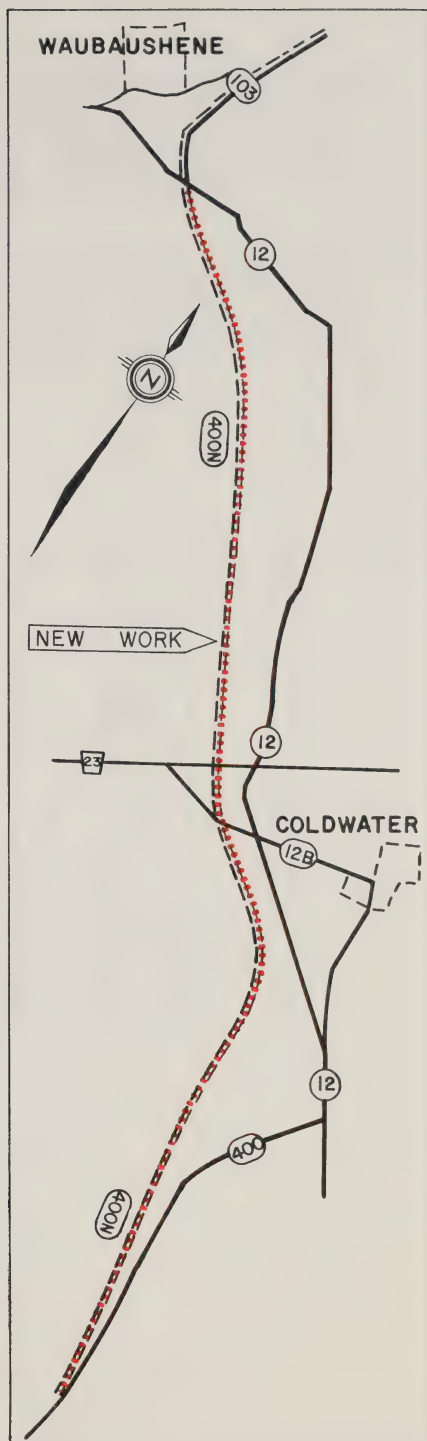 WAUBAUSHENE
103
12
N
400N
NEW WORK
12
23
COLDWATER
12B
12
400
400N